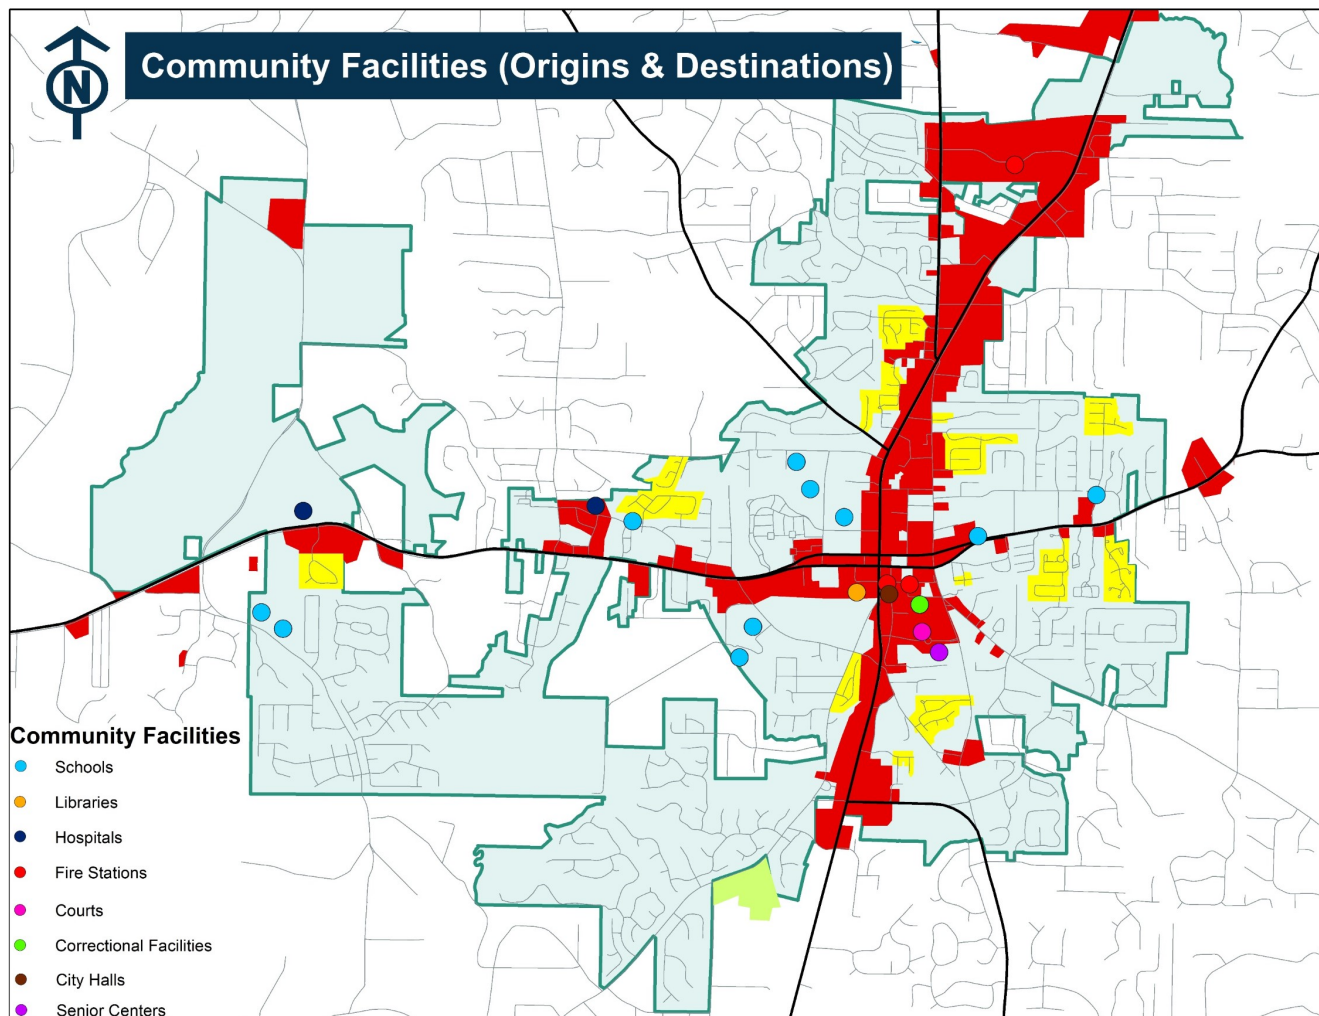 N
Community Facilities (Origins & Destinations)
Community Facilities
Schools
Libraries
Hospitals
Fire Stations
Courts
Correctional Facilities
City Halls
Senior Centers